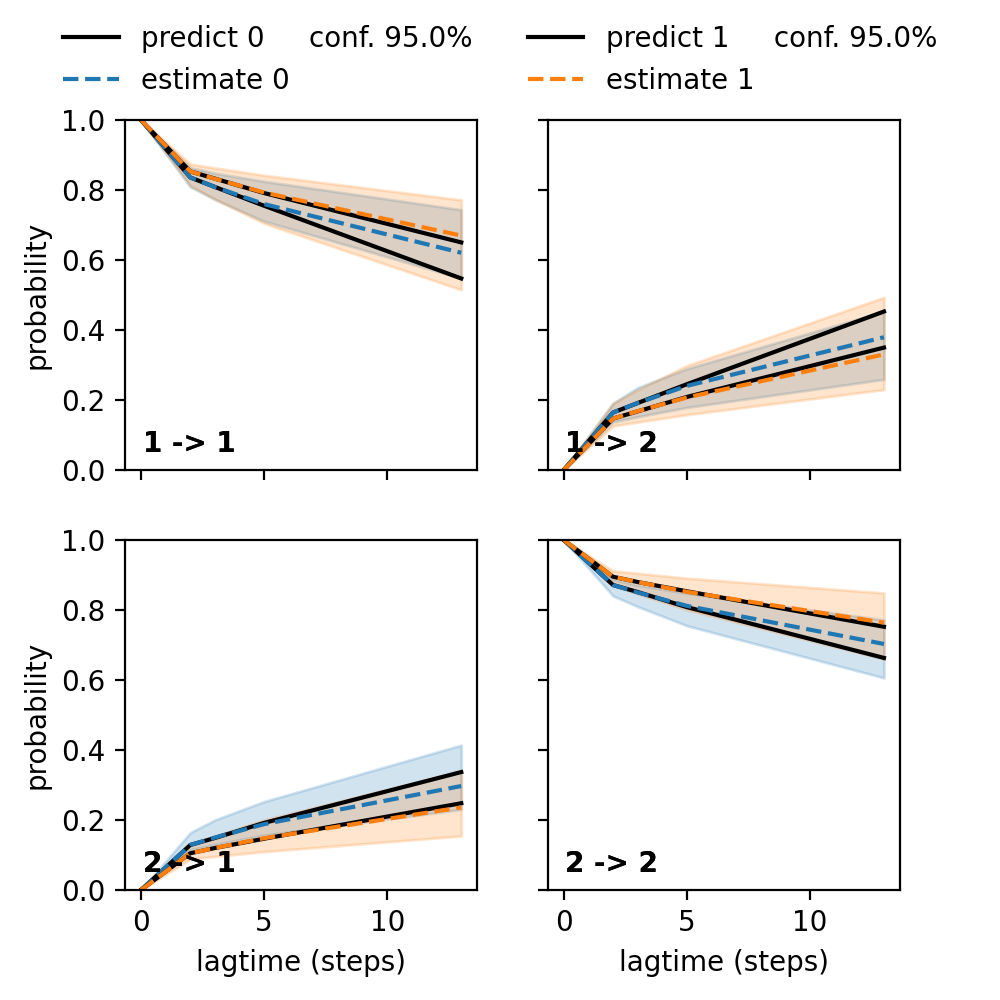 predict 0 conf. 95.0% predict 1 conf. 95.0%
estimate 0 estimate 1
1.0
0.8
0.6
0.4
0.2
0.0
probability
1 -> 1
1 -> 2
1.0
0.8
0.6
0.4
0.2
0.0
probability
2 -> 1
2 -> 2
0 5 10
0 5 10
lagtime (steps)
lagtime (steps)